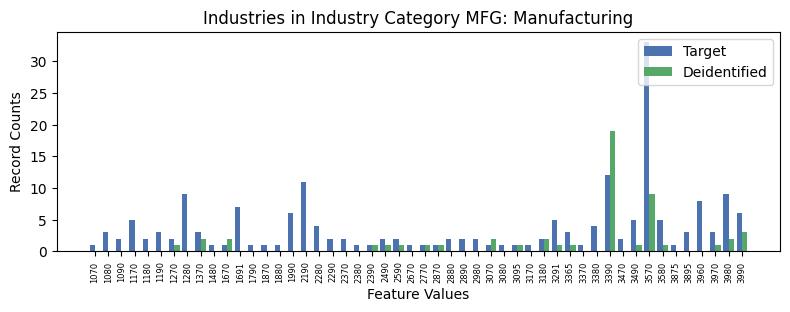 Industries in Industry Category MFG: Manufacturing
Target
Deidentified
Record Counts
30
25
20
15
10
5
0
1070 1080 1090 1170 1180 1190 1270 1280 1370 1480 1670 1691 1790 1870 1880 1990 2190 2280 2290 2370 2380 2390 2490 2590 2670 2770 2870 2880 2890 2980 3070 3080 3095 3170 3180 3291 3365 3370 3380 3390 3470 3490 3570 3580 3875 3895 3960 3970 3980 3990
Feature Values